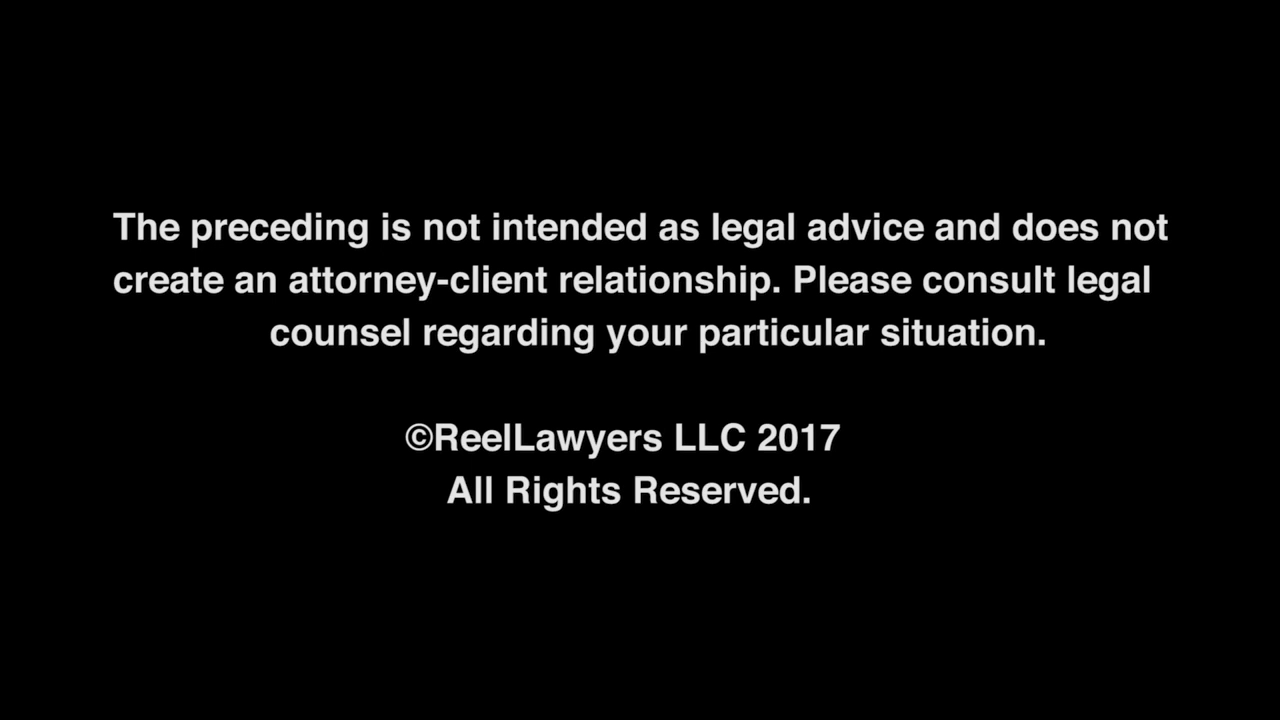 The preceding is not intended as legal advice and does not
create an attorney-client relationship. Please consult legal
counsel regarding your particular situation.
©ReelLawyers LLC 2017
All Rights Reserved.